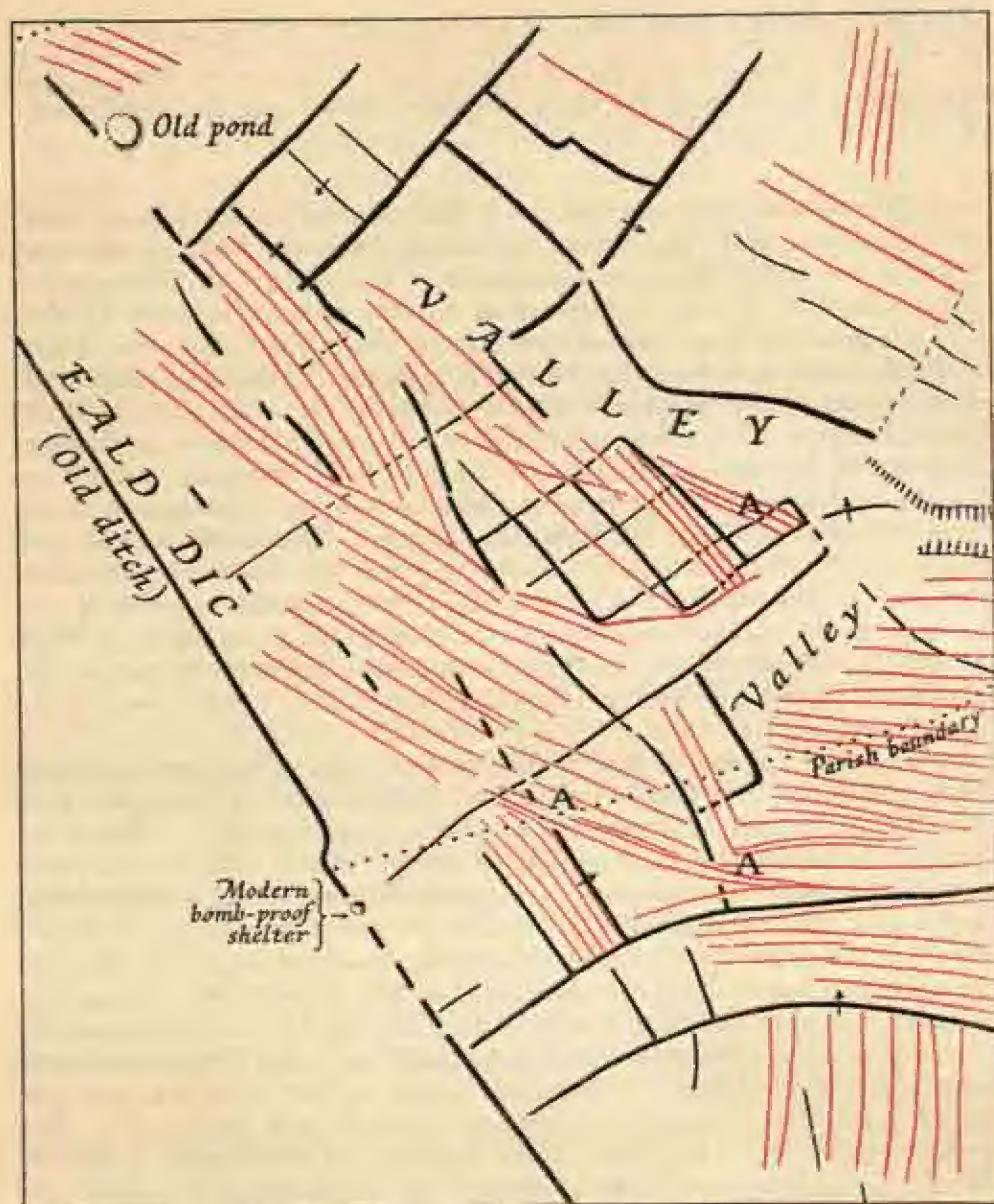 Old pond
VALLEY
EALD DIC
(Old ditch)
A
Valley
Parish boundary
A
A
Modern
bomb-proof
shelter